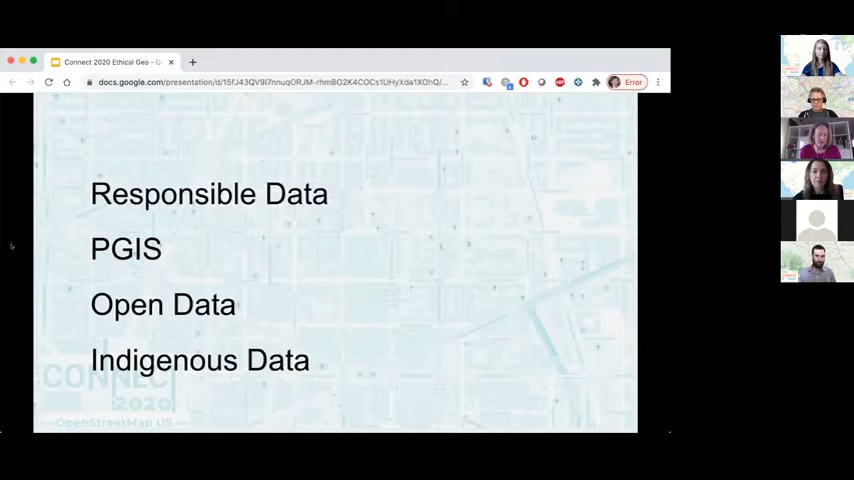 Connect 2020 Ethical Geo - G
docs.google.com/presentation/d/15fJ43QV9I7nnuqORJM-rhmBO2K4COCs1UHyXda1XOhQ/...
Error
Responsible Data
PGIS
Open Data
Indigenous Data
CONNECT
2020
OpenStreetMap US